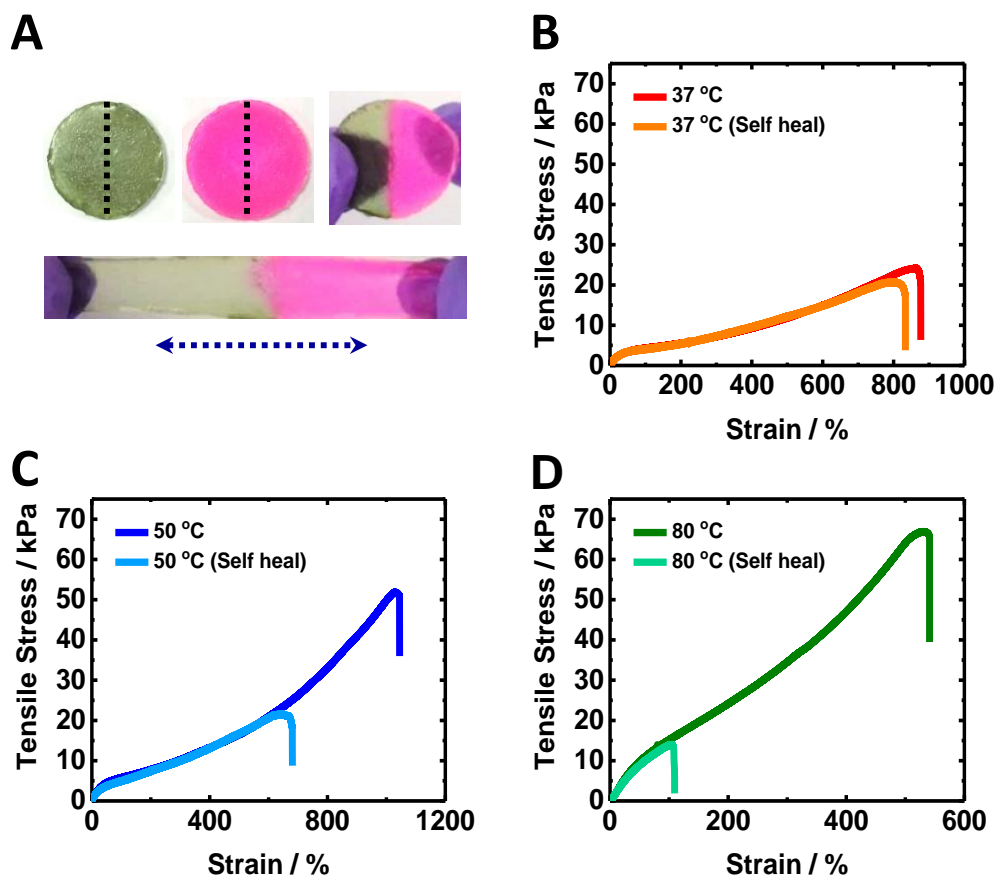 A
B
70
60
50
40
30
20
10
0
Tensile Stress / kPa
37 °C
37 °C (Self heal)
0
200
400
600
800
1000
Strain / %
C
70
60
50
40
30
20
10
0
Tensile Stress / kPa
50 °C
50 °C (Self heal)
0
400
800
1200
Strain / %
D
70
60
50
40
30
20
10
0
Tensile Stress / kPa
80 °C
80 °C (Self heal)
0
200
400
600
Strain / %